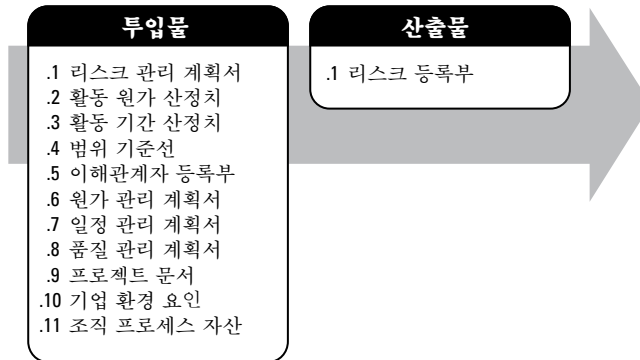 투입물
.1 리스크 관리 계획서
.2 활동 원가 산정치
.3 활동 기간 산정치
.4 범위 기준선
.5 이해관계자 등록부
.6 원가 관리 계획서
.7 일정 관리 계획서
.8 품질 관리 계획서
.9 프로젝트 문서
.10 기업 환경 요인
.11 조직 프로세스 자산
산출물
.1 리스크 등록부